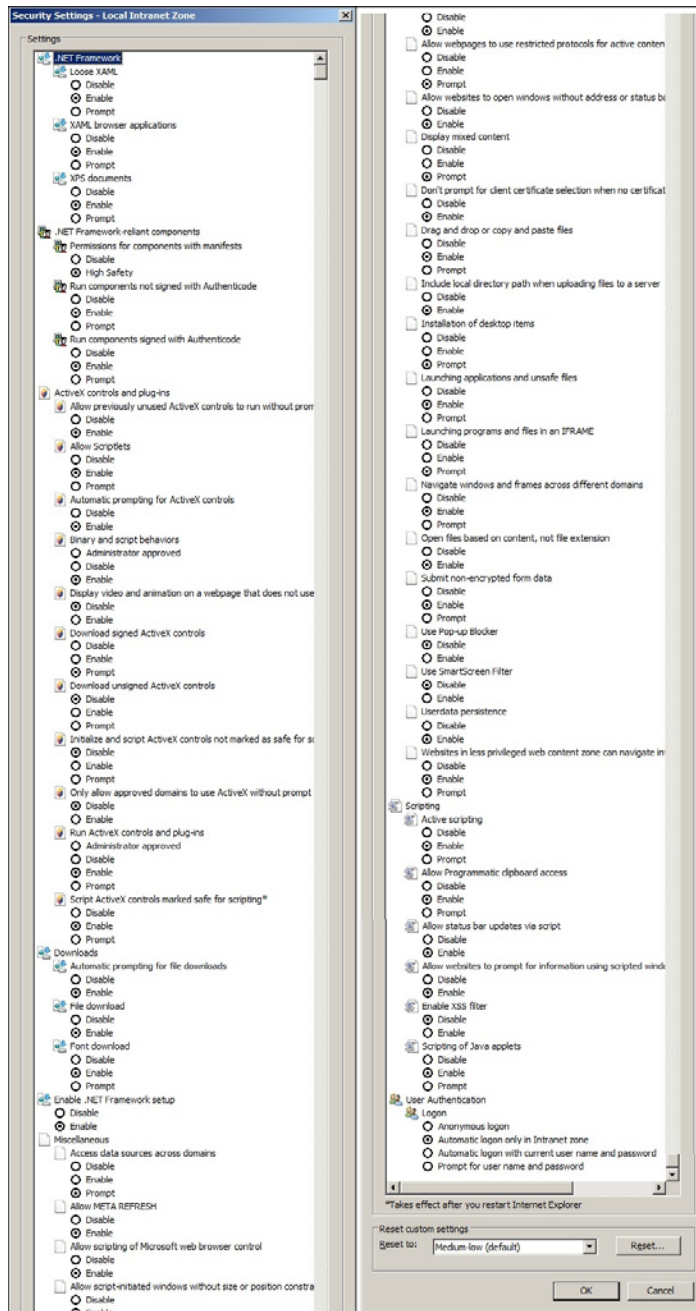 Security Settings - Local Intranet Zone
Settings
.NET Framework
Loose XAML
Disable
Enable
Prompt
XAML browser applications
Disable
Enable
Prompt
XPS documents
Disable
Enable
Prompt
.NET Framework-reliant components
Permissions for components with manifests
Disable
High Safety
Run components not signed with Authenticode
Disable
Enable
Prompt
Run components signed with Authenticode
Disable
Enable
Prompt
ActiveX controls and plug-ins
Allow previously unused ActiveX controls to run without prom
Disable
Enable
Allow Scriptlets
Disable
Enable
Prompt
Automatic prompting for ActiveX controls
Disable
Enable
Binary and script behaviors
Administrator approved
Disable
Enable
Display video and animation on a webpage that does not use
Disable
Enable
Download signed ActiveX controls
Disable
Enable
Prompt
Download unsigned ActiveX controls
Disable
Enable
Prompt
Initialize and script ActiveX controls not marked as safe for sc
Disable
Enable
Prompt
Only allow approved domains to use ActiveX without prompt
Disable
Enable
Run ActiveX controls and plug-ins
Administrator approved
Disable
Enable
Prompt
Script ActiveX controls marked safe for scripting*
Disable
Enable
Prompt
Downloads
Automatic prompting for file downloads
Disable
Enable
File download
Disable
Enable
Font download
Disable
Enable
Prompt
Enable .NET Framework setup
Disable
Enable
Miscellaneous
Access data sources across domains
Disable
Enable
Prompt
Allow META REFRESH
Disable
Enable
Allow scripting of Microsoft web browser control
Disable
Enable
Allow script-initiated windows without size or position constra
Disable
Enable
Disable
Enable
Allow webpages to use restricted protocols for active conten
Disable
Enable
Prompt
Allow websites to open windows without address or status ba
Disable
Enable
Display mixed content
Disable
Enable
Prompt
Don't prompt for client certificate selection when no certificat
Disable
Enable
Drag and drop or copy and paste files
Disable
Enable
Prompt
Include local directory path when uploading files to a server
Disable
Enable
Installation of desktop items
Disable
Enable
Prompt
Launching applications and unsafe files
Disable
Enable
Prompt
Launching programs and files in an IFRAME
Disable
Enable
Prompt
Navigate windows and frames across different domains
Disable
Enable
Prompt
Open files based on content, not file extension
Disable
Enable
Submit non-encrypted form data
Disable
Enable
Prompt
Use Pop-up Blocker
Disable
Enable
Use SmartScreen Filter
Disable
Enable
Userdata persistence
Disable
Enable
Websites in less privileged web content zone can navigate in
Disable
Enable
Prompt
Scripting
Active scripting
Disable
Enable
Prompt
Allow Programmatic clipboard access
Disable
Enable
Prompt
Allow status bar updates via script
Disable
Enable
Allow websites to prompt for information using scripted windo
Disable
Enable
Enable XSS filter
Disable
Enable
Scripting of Java applets
Disable
Enable
Prompt
User Authentication
Logon
Anonymous logon
Automatic logon only in Intranet zone
Automatic logon with current user name and password
Prompt for user name and password
*Takes effect after you restart Internet Explorer
Reset custom settings
Reset to: Medium-low (default) Reset...
OK Cancel